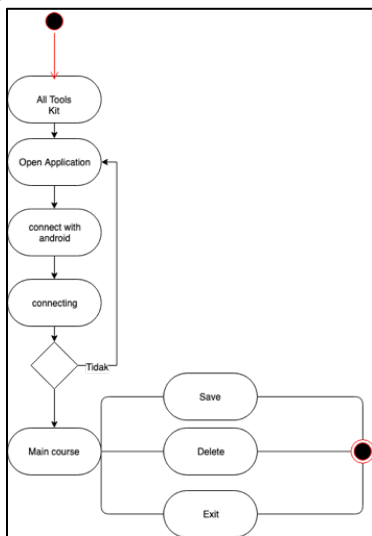 All Tools
Kit
Open Application
connect with
android
connecting
Tidak
Main course
Save
Delete
Exit